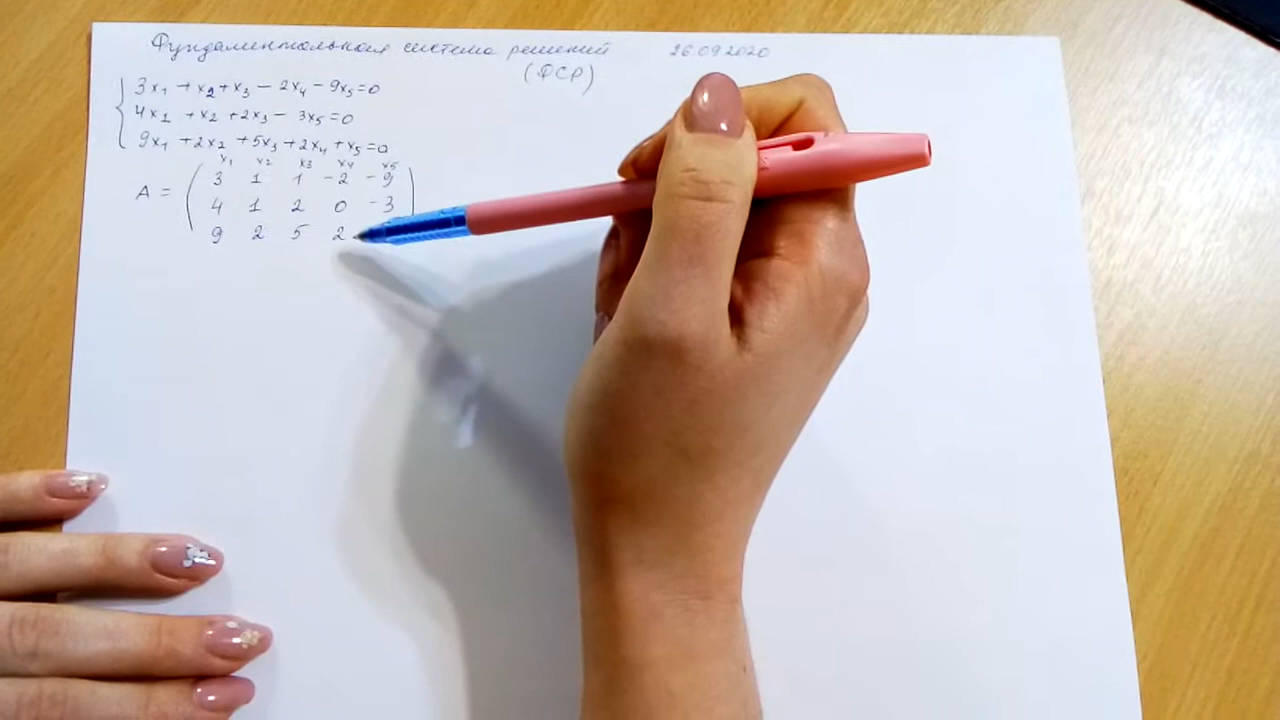 Фундаментальная система решений 26.09.2020
(ФСР)
3x₁ + x₂ + x₃ - 2x₄ - 9x₅ = 0
4x₁ + x₂ + 2x₃ - 3x₅ = 0
9x₁ + 2x₂ + 5x₃ + 2x₄ + x₅ = 0
x₁ x₂ x₃ x₄ x₅
3 1 1 -2 -9
A = 4 1 2 0 -3
9 2 5 2